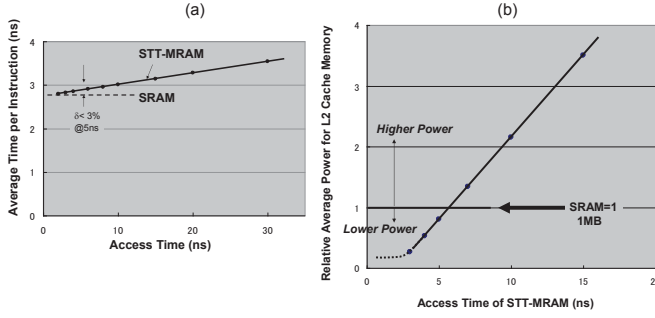 (a)
Average Time per Instruction (ns)
4
3
2
1
0
STT-MRAM
SRAM
δ< 3%
@5ns
0
10
20
30
Access Time (ns)
(b)
Relative Average Power for L2 Cache Memory
4
3
2
1
0
Higher Power
Lower Power
SRAM=1
1MB
0
5
10
15
20
Access Time of STT-MRAM (ns)